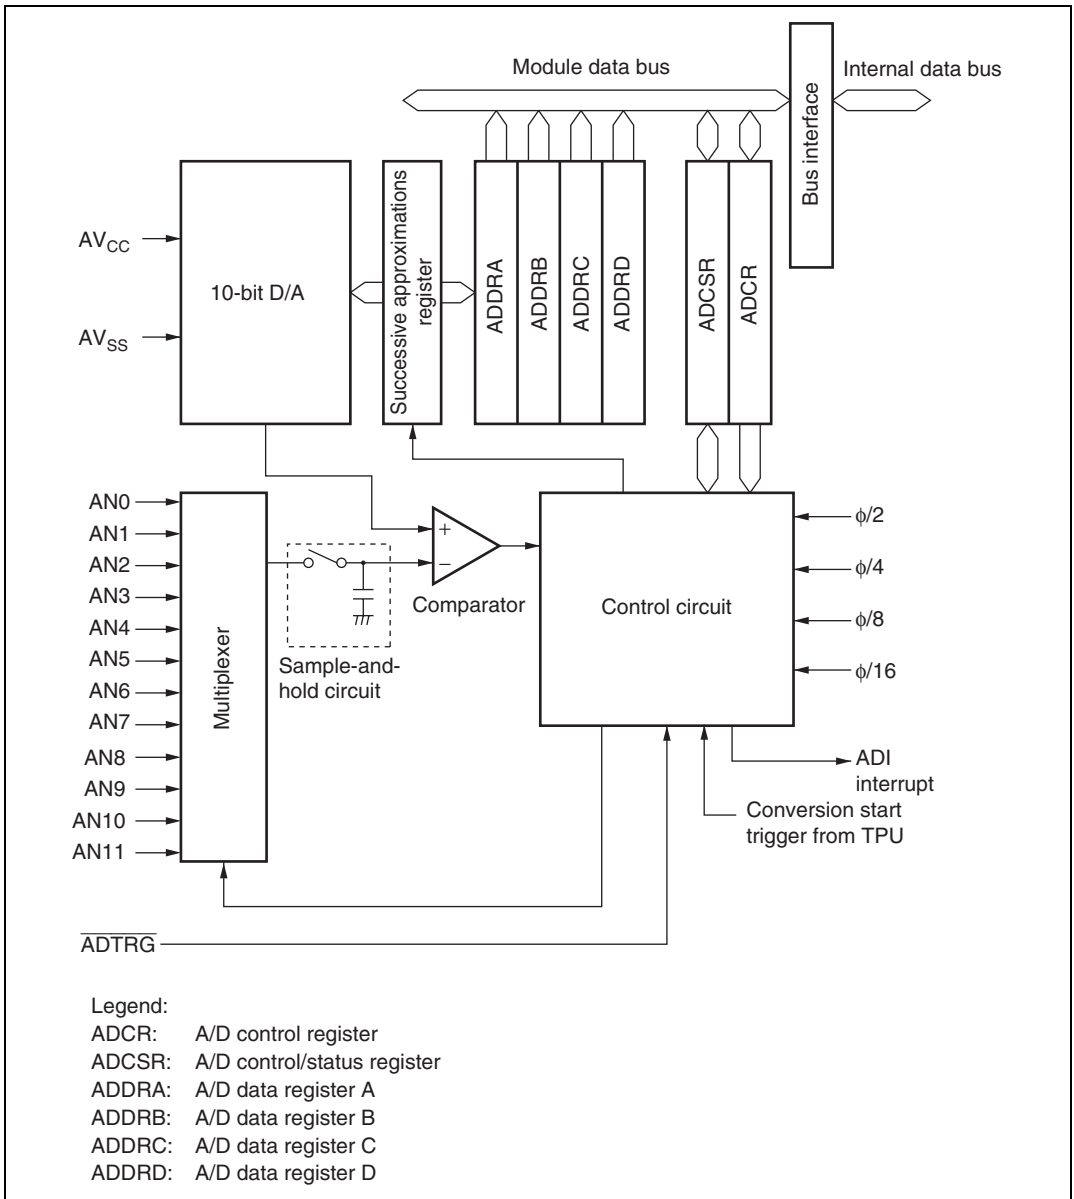 Module data bus
Internal data bus
Bus interface
AVCC
AVSS
10-bit D/A
Successive approximations
register
ADDRA
ADDRB
ADDRC
ADDRD
ADCSR
ADCR
AN0
AN1
AN2
AN3
AN4
AN5
AN6
AN7
AN8
AN9
AN10
AN11
Multiplexer
Sample-and-
hold circuit
+
−
Comparator
Control circuit
ϕ/2
ϕ/4
ϕ/8
ϕ/16
ADI
interrupt
Conversion start
trigger from TPU
ADTRG
Legend:
ADCR: A/D control register
ADCSR: A/D control/status register
ADDRA: A/D data register A
ADDRB: A/D data register B
ADDRC: A/D data register C
ADDRD: A/D data register D